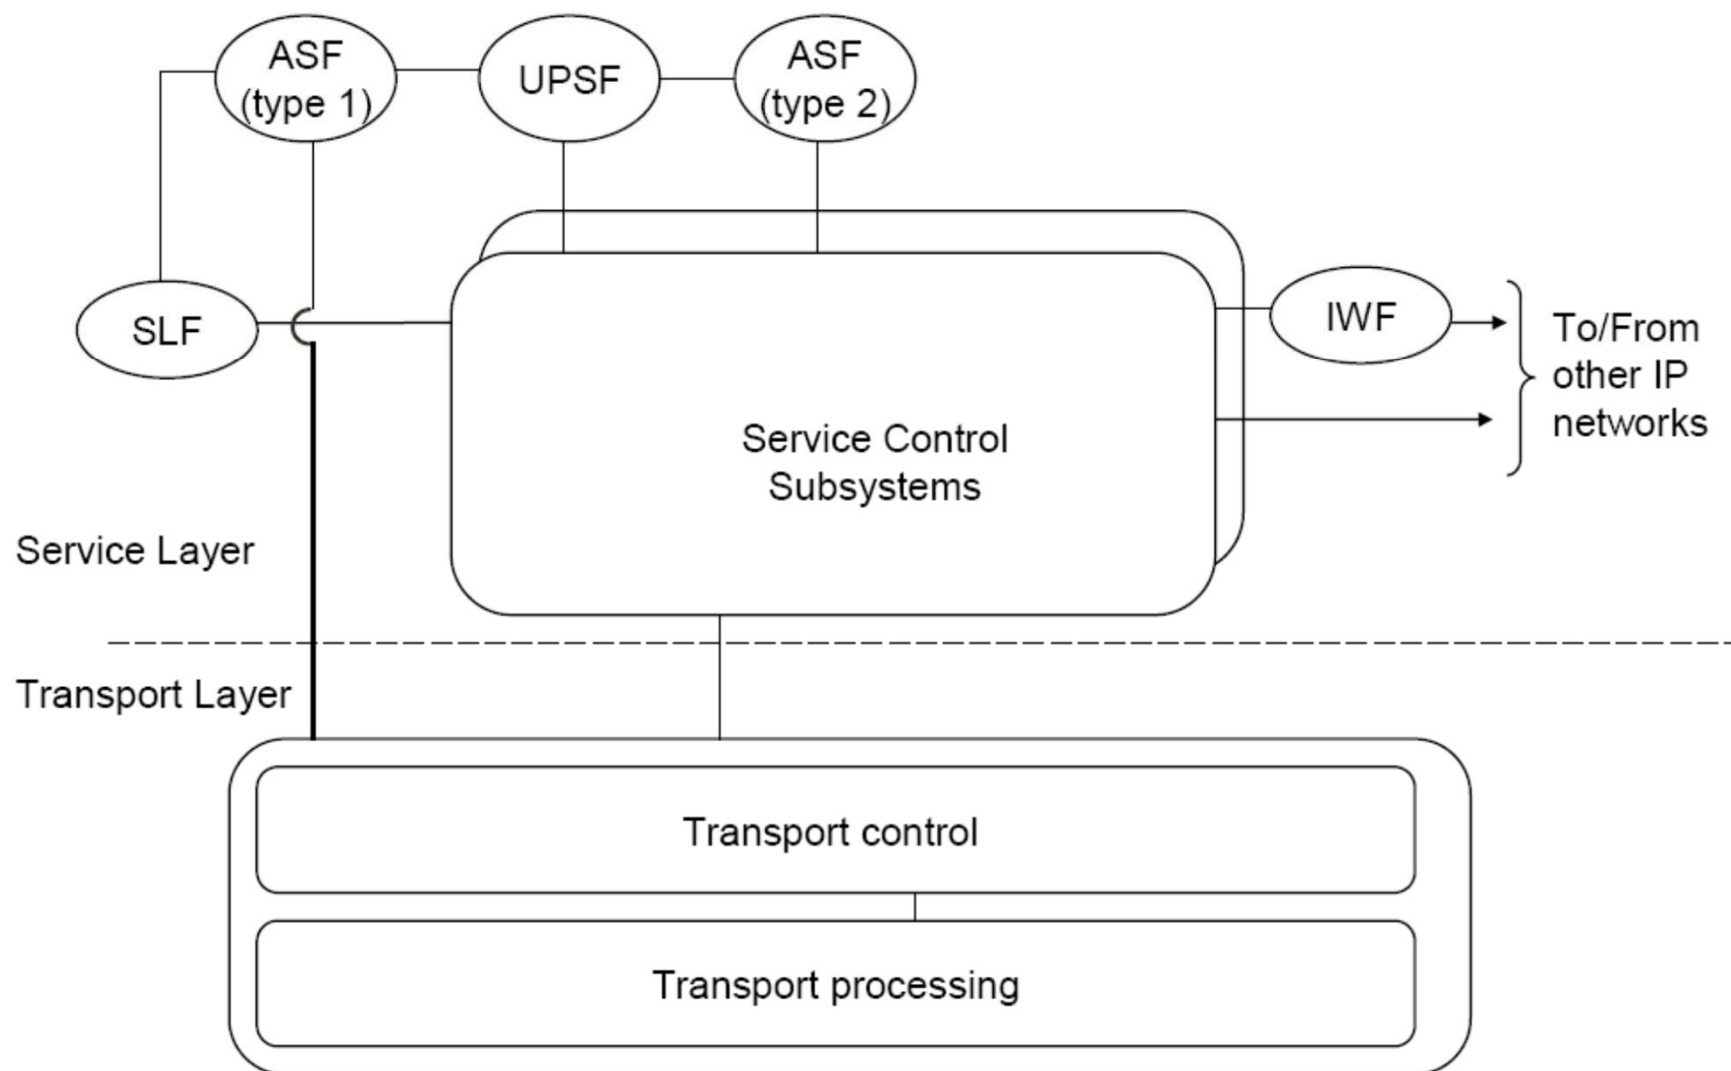 ASF
(type 1)
UPSF
ASF
(type 2)
SLF
IWF
To/From
other IP
networks
Service Control
Subsystems
Service Layer
Transport Layer
Transport control
Transport processing